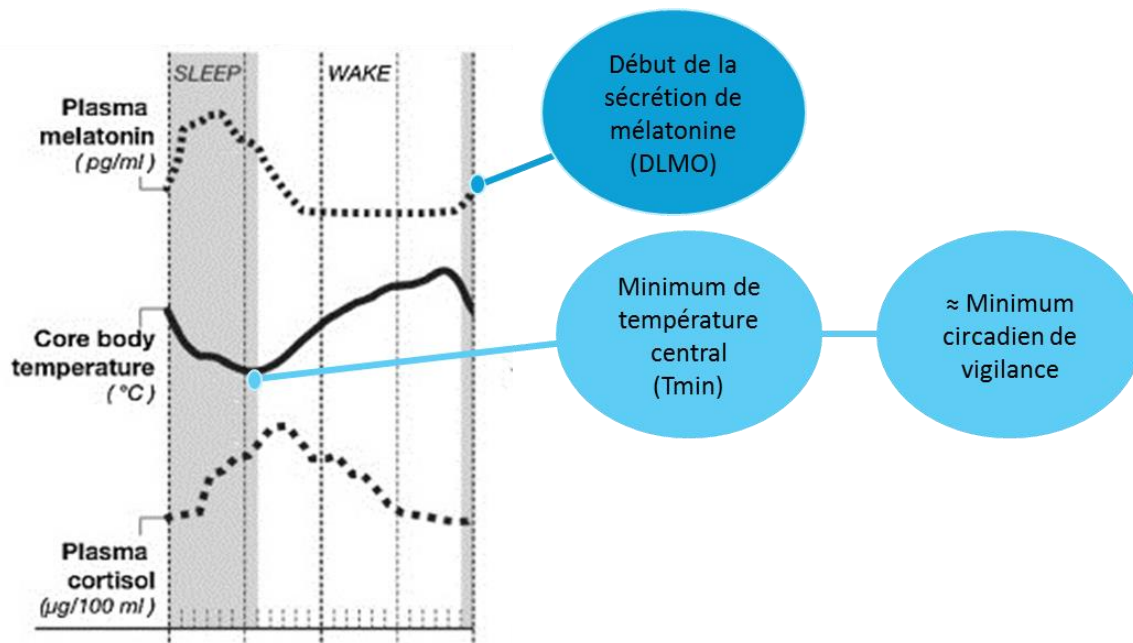 SLEEP
WAKE
Plasma
melatonin
(pg/ml)
Core body
temperature
(°C)
Plasma
cortisol
(µg/100 ml)
Début de la
sécrétion de
mélatonine
(DLMO)
Minimum de
température
central
(Tmin)
≈ Minimum
circadien de
vigilance